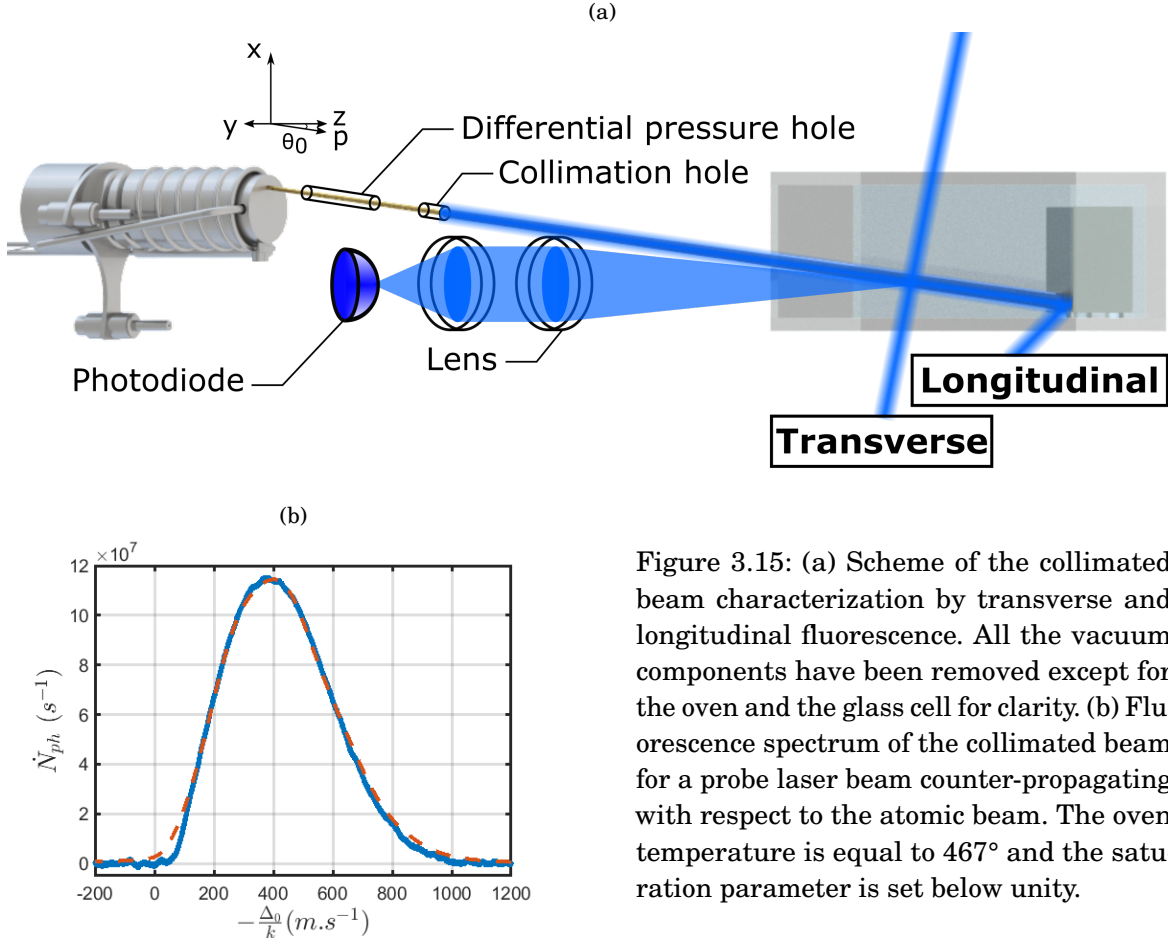 (a)
x
y
z
θ0
p
Differential pressure hole
Collimation hole
Photodiode
Lens
Longitudinal
Transverse
(b)
×10^7
12
10
8
6
4
2
0
Ṅ_ph (s^−1)
-200 0 200 400 600 800 1000 1200
−Δ_0/k (m.s^−1)
Figure 3.15: (a) Scheme of the collimated
beam characterization by transverse and
longitudinal fluorescence. All the vacuum
components have been removed except for
the oven and the glass cell for clarity. (b) Flu
orescence spectrum of the collimated beam
for a probe laser beam counter-propagating
with respect to the atomic beam. The oven
temperature is equal to 467° and the satu
ration parameter is set below unity.